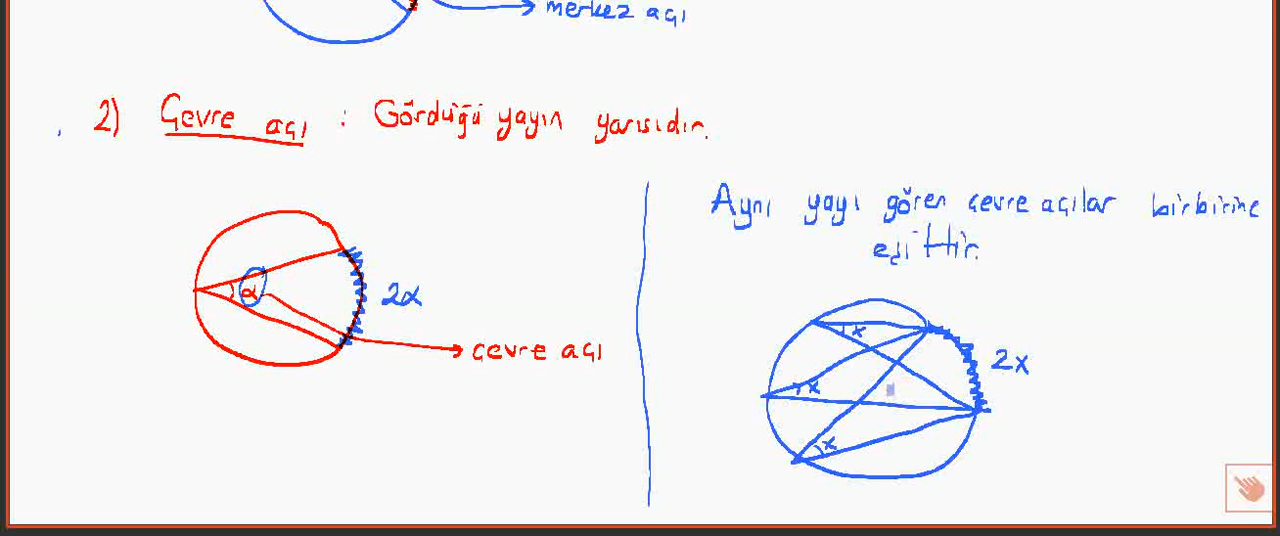 merkez açı
2) Çevre açı : Gördüğü yayın yarısıdır.
Aynı yayı gören çevre açılar birbirine
eşittir.
α
2α
çevre açı
x
2x
x
x